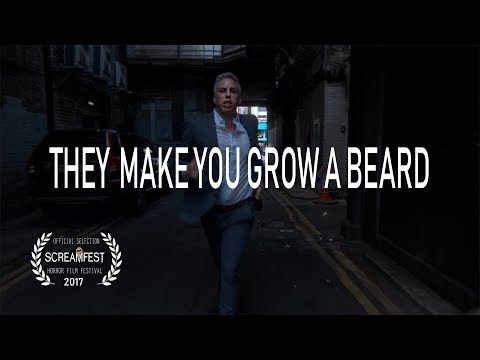 THEY MAKE YOU GROW A BEARD
OFFICIAL SELECTION
SCREAMFEST
HORROR FILM FESTIVAL
2017